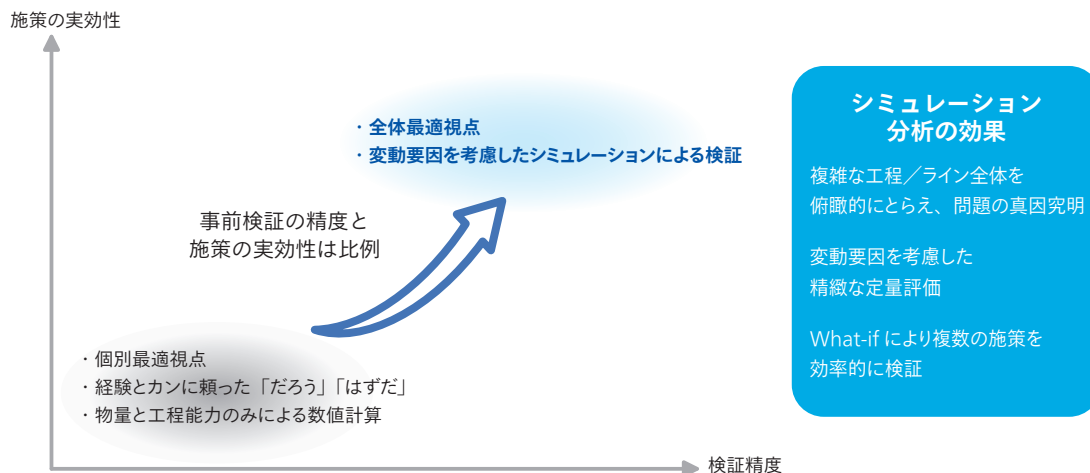 施策の実効性
・全体最適視点
・変動要因を考慮したシミュレーションによる検証
事前検証の精度と
施策の実効性は比例
・個別最適視点
・経験とカンに頼った「だろう」「はずだ」
・物量と工程能力のみによる数値計算
検証精度
シミュレーション
分析の効果
複雑な工程／ライン全体を
俯瞰的にとらえ、問題の真因究明
変動要因を考慮した
精緻な定量評価
What-if により複数の施策を
効率的に検証